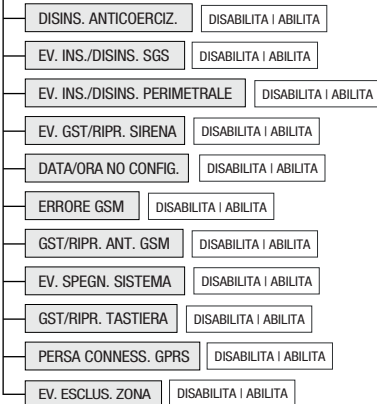 DISINS. ANTICOERCIZ. DISABILITA | ABILITA
EV. INS./DISINS. SGS DISABILITA | ABILITA
EV. INS./DISINS. PERIMETRALE DISABILITA | ABILITA
EV. GST/RIPR. SIRENA DISABILITA | ABILITA
DATA/ORA NO CONFIG. DISABILITA | ABILITA
ERRORE GSM DISABILITA | ABILITA
GST/RIPR. ANT. GSM DISABILITA | ABILITA
EV. SPEGN. SISTEMA DISABILITA | ABILITA
GST/RIPR. TASTIERA DISABILITA | ABILITA
PERSA CONNESS. GPRS DISABILITA | ABILITA
EV. ESCLUS. ZONA DISABILITA | ABILITA